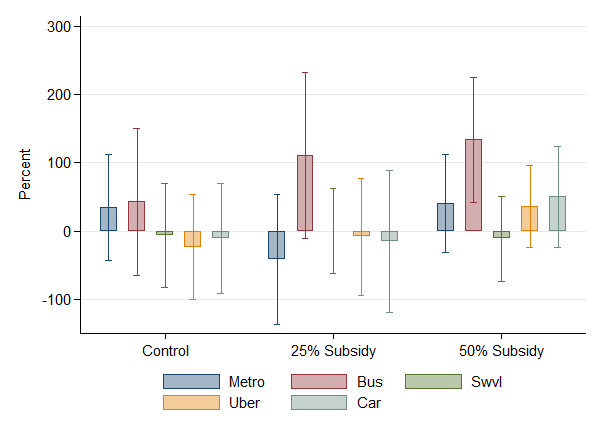 300
200
100
0
-100
Percent
Control 25% Subsidy 50% Subsidy
Metro Bus Swvl
Uber Car